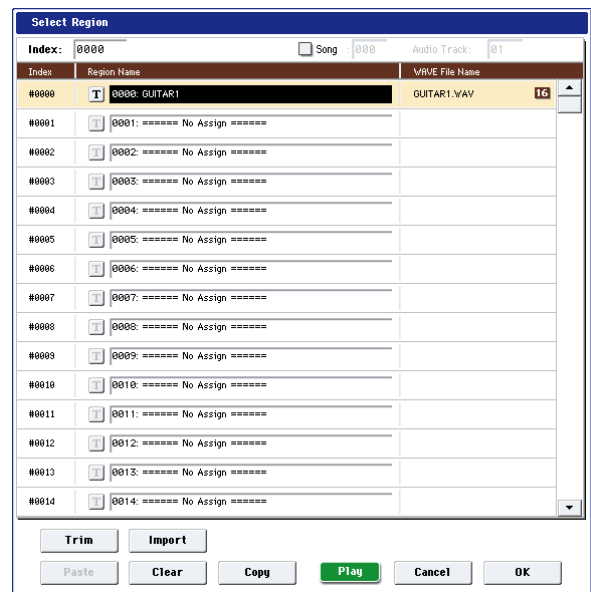 Select Region
Index: 0000 Song : 000 Audio Track: 01
Index Region Name WAVE File Name
#0000 T 0000: GUITAR1 GUITAR1.WAV 16
#0001 T 0001: ====== No Assign ======
#0002 T 0002: ====== No Assign ======
#0003 T 0003: ====== No Assign ======
#0004 T 0004: ====== No Assign ======
#0005 T 0005: ====== No Assign ======
#0006 T 0006: ====== No Assign ======
#0007 T 0007: ====== No Assign ======
#0008 T 0008: ====== No Assign ======
#0009 T 0009: ====== No Assign ======
#0010 T 0010: ====== No Assign ======
#0011 T 0011: ====== No Assign ======
#0012 T 0012: ====== No Assign ======
#0013 T 0013: ====== No Assign ======
#0014 T 0014: ====== No Assign ======
Trim Import
Paste Clear Copy Play Cancel OK